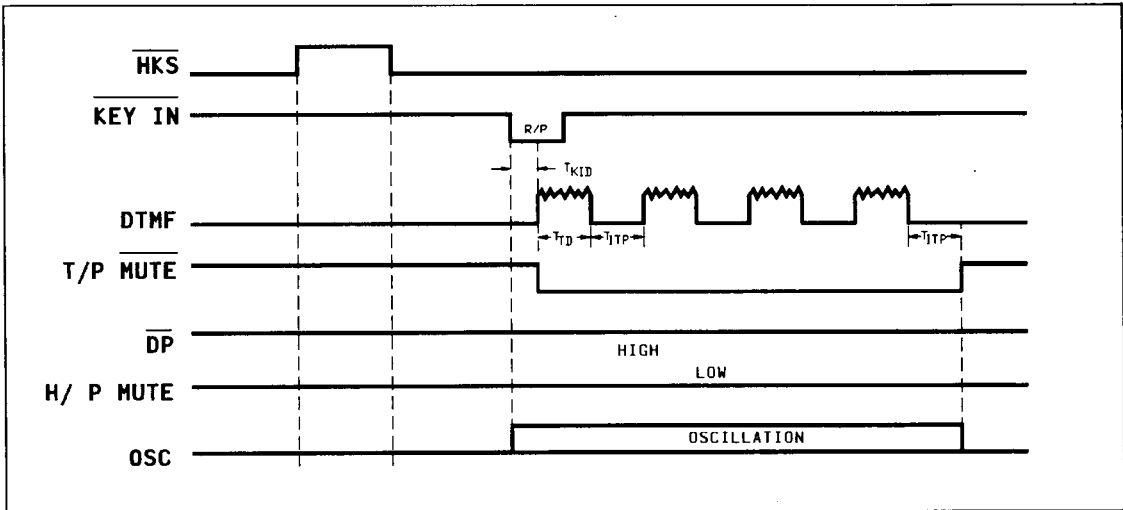 HKS
KEY IN
R/P
TKID
DTMF
TTD
TITP
TITP
T/P MUTE
DP
HIGH
LOW
H/ P MUTE
OSCILLATION
OSC